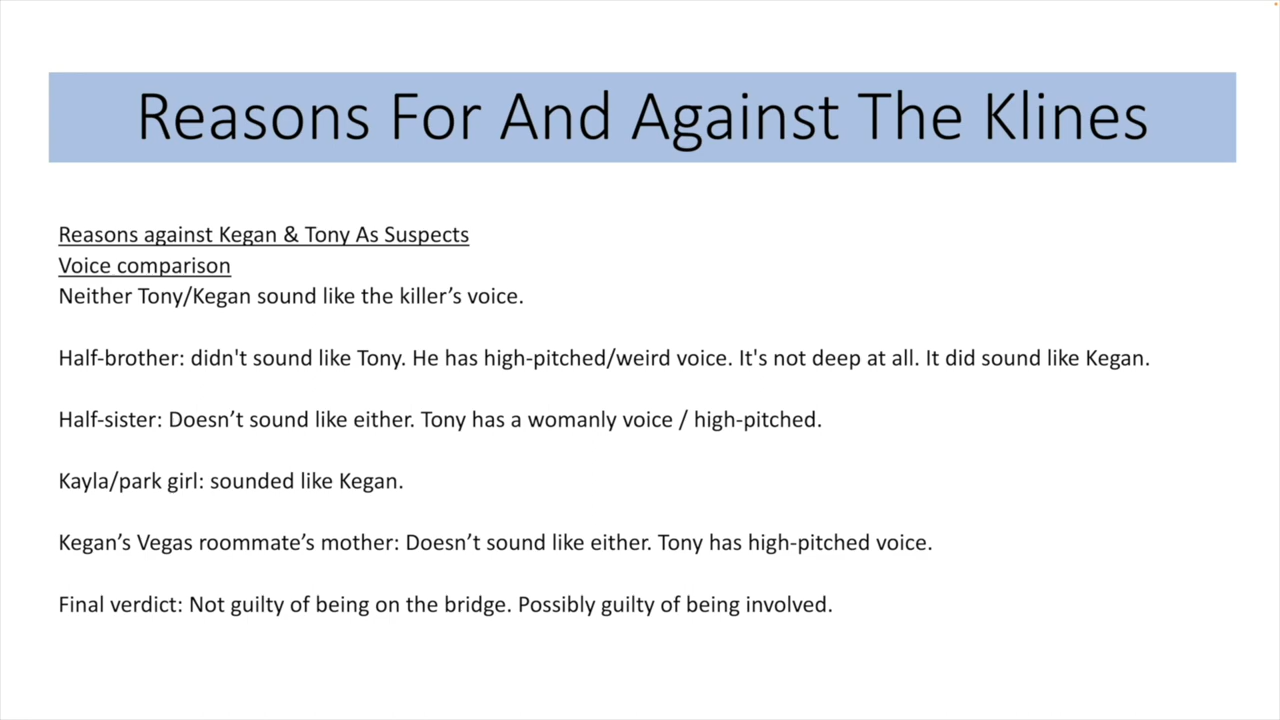 Reasons For And Against The Klines
Reasons against Kegan & Tony As Suspects
Voice comparison
Neither Tony/Kegan sound like the killer’s voice.
Half-brother: didn't sound like Tony. He has high-pitched/weird voice. It's not deep at all. It did sound like Kegan.
Half-sister: Doesn’t sound like either. Tony has a womanly voice / high-pitched.
Kayla/park girl: sounded like Kegan.
Kegan’s Vegas roommate’s mother: Doesn’t sound like either. Tony has high-pitched voice.
Final verdict: Not guilty of being on the bridge. Possibly guilty of being involved.